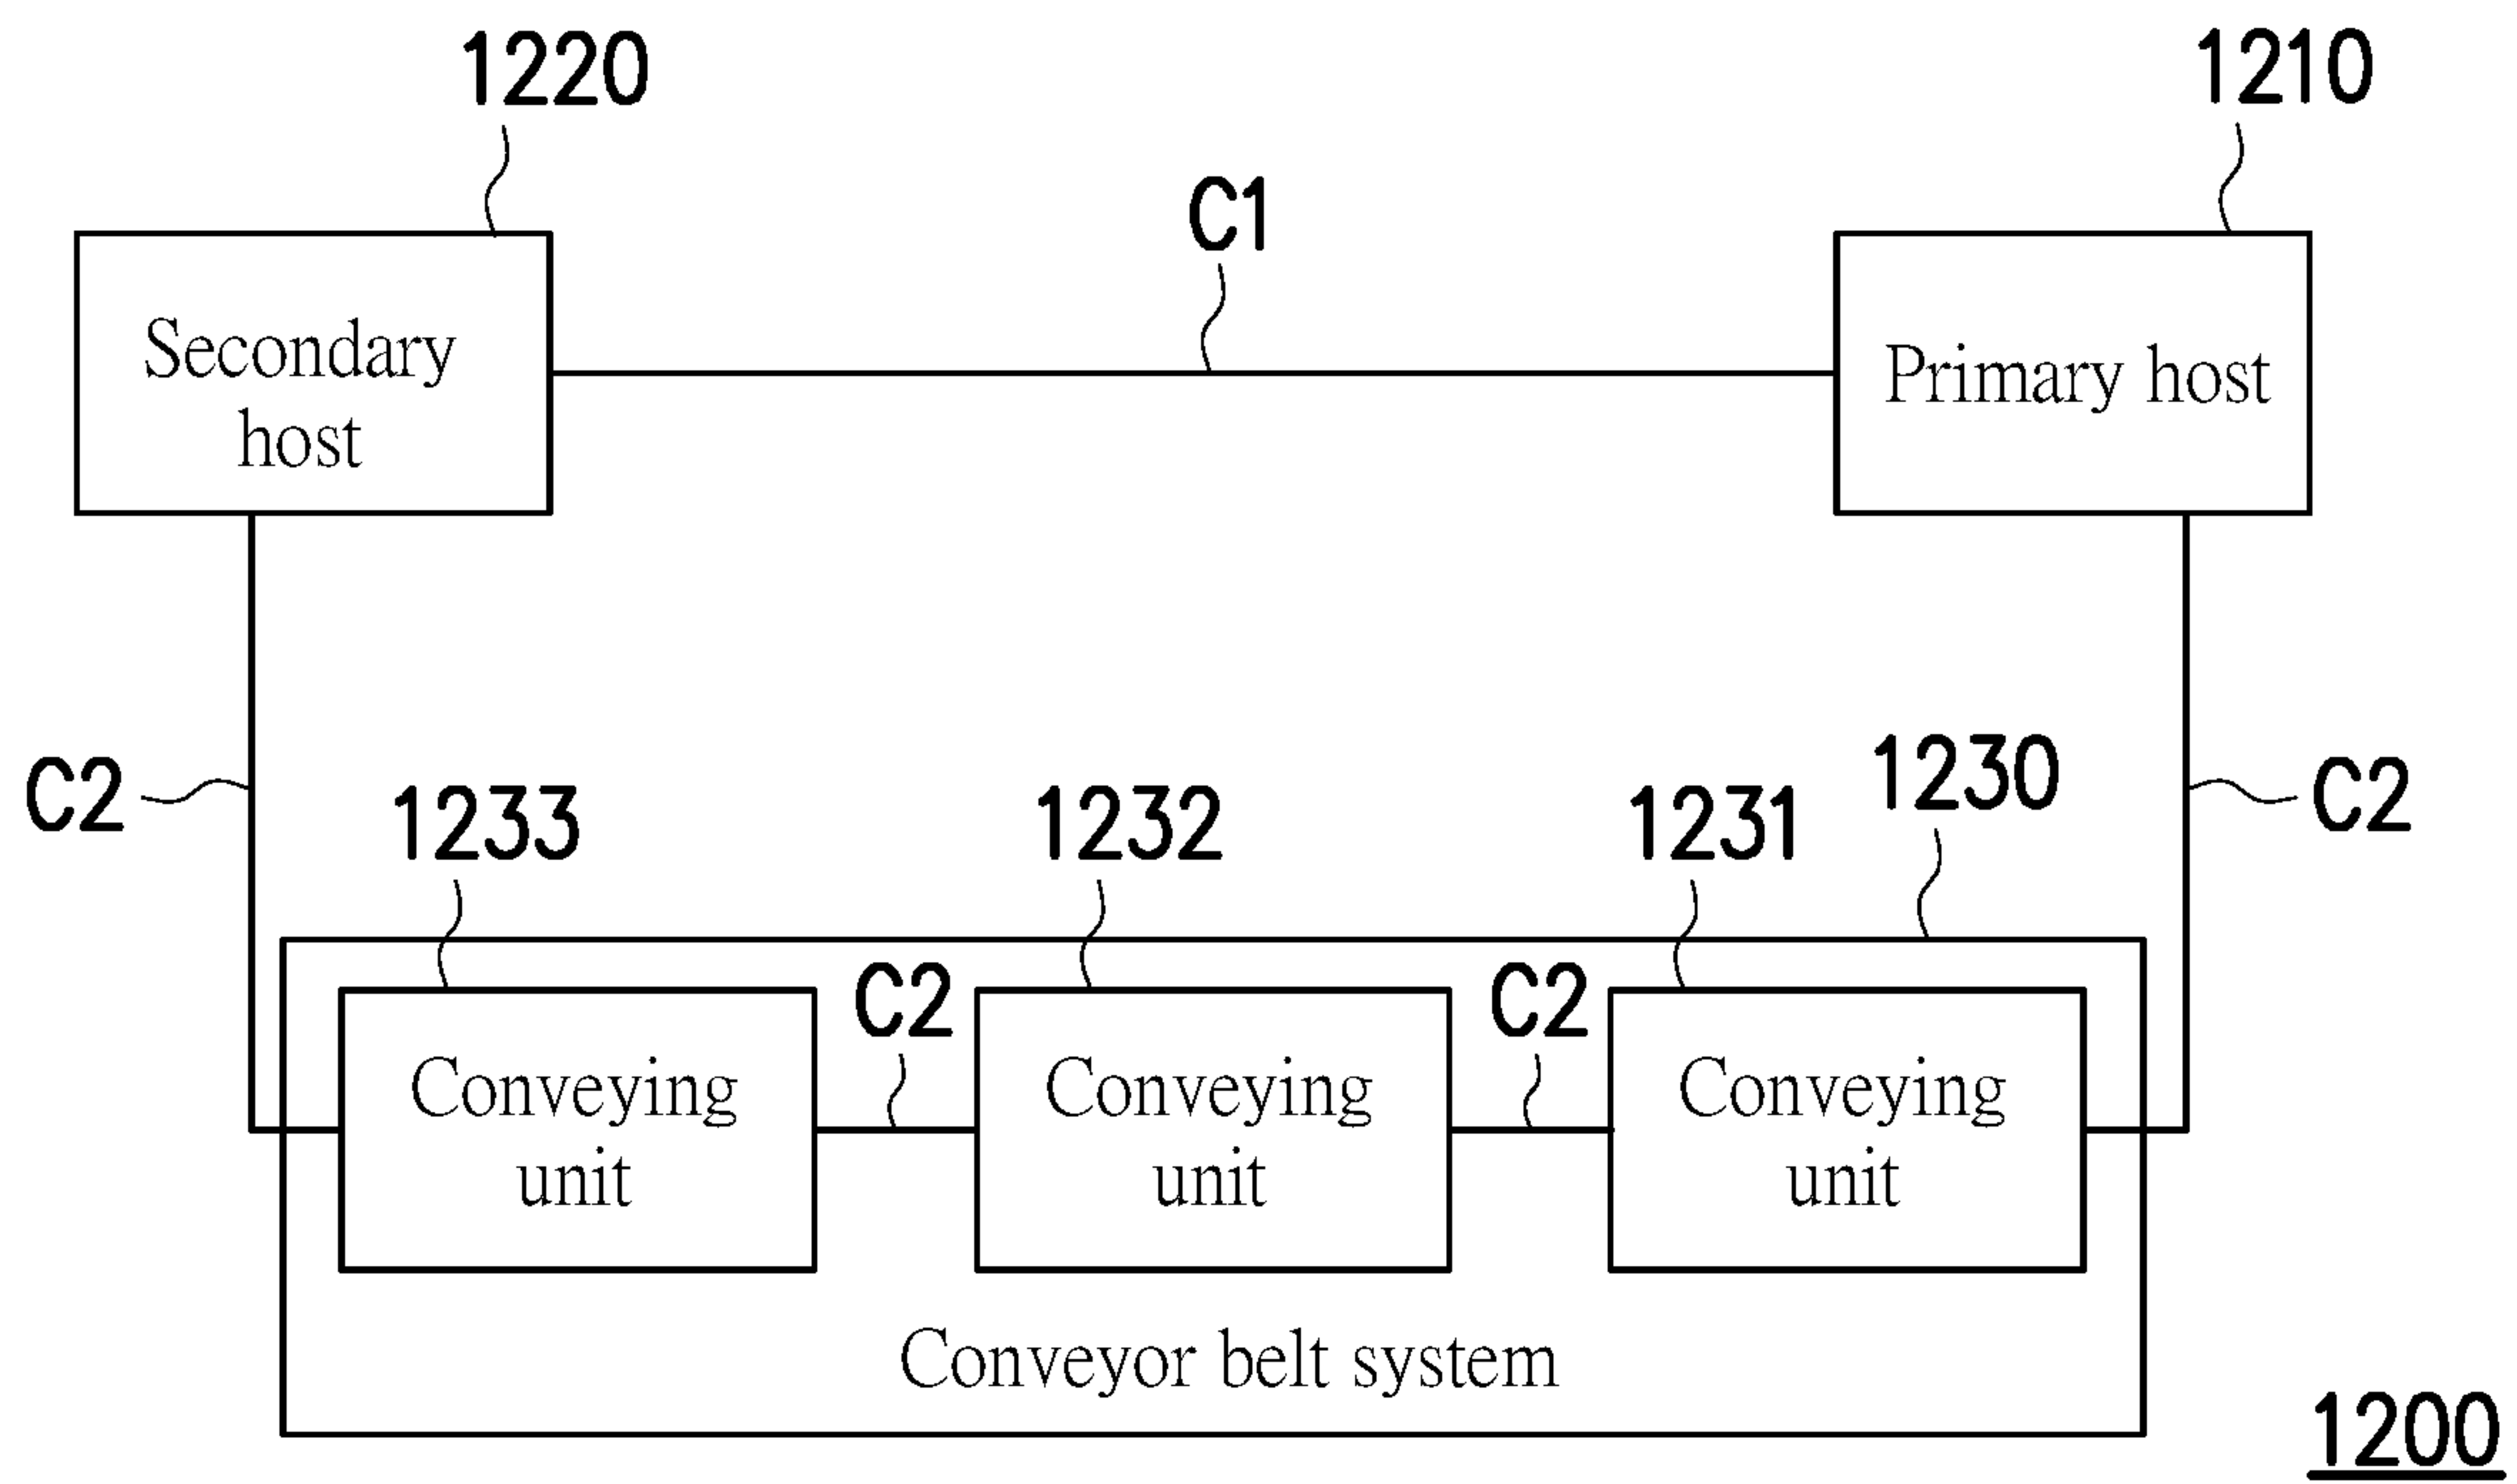 1220
1210
C1
Secondary
host
Primary host
C2
1233
1232
1231
1230
C2
C2
C2
Conveying
unit
Conveying
unit
Conveying
unit
Conveyor belt system
1200